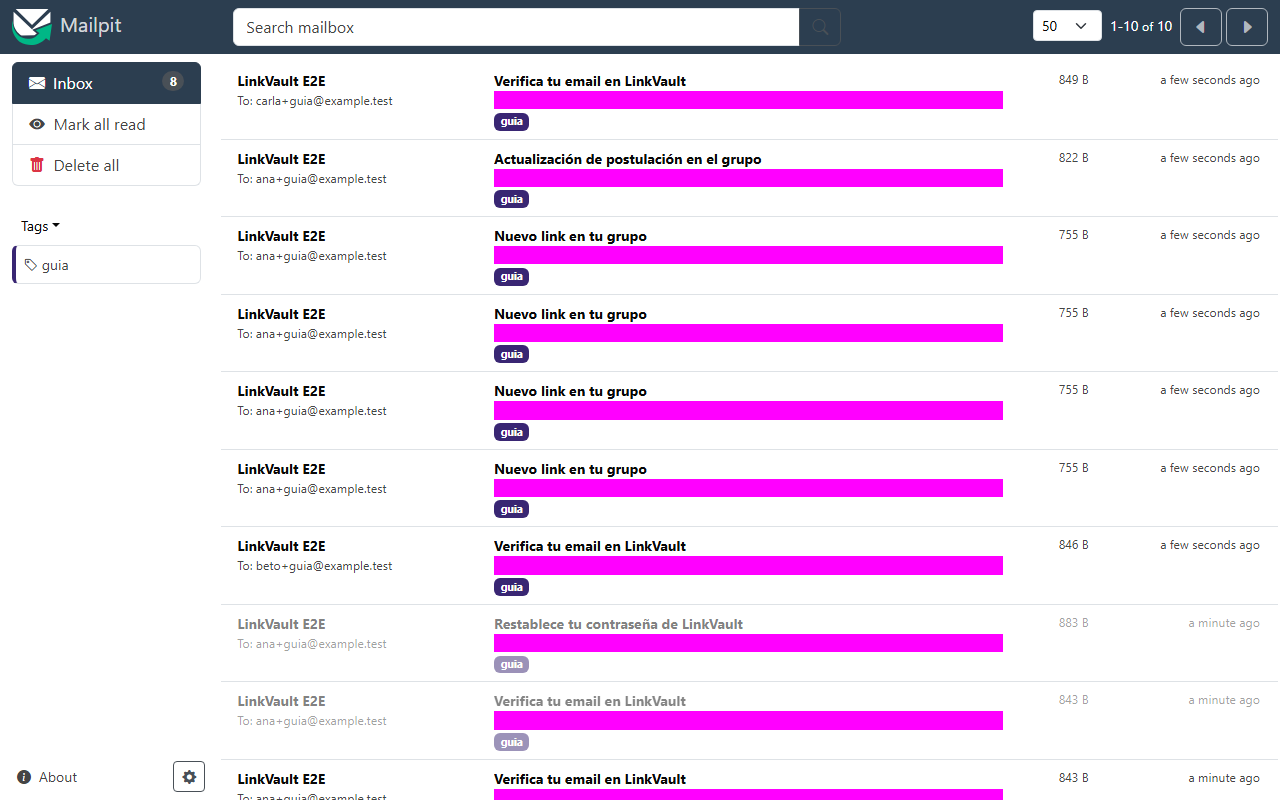 Mailpit
Search mailbox
50
1-10 of 10
Inbox
8
Mark all read
Delete all
Tags
guia
About
LinkVault E2E
To: carla+guia@example.test
Verifica tu email en LinkVault
guia
849 B
a few seconds ago
LinkVault E2E
To: ana+guia@example.test
Actualización de postulación en el grupo
guia
822 B
a few seconds ago
LinkVault E2E
To: ana+guia@example.test
Nuevo link en tu grupo
guia
755 B
a few seconds ago
LinkVault E2E
To: ana+guia@example.test
Nuevo link en tu grupo
guia
755 B
a few seconds ago
LinkVault E2E
To: ana+guia@example.test
Nuevo link en tu grupo
guia
755 B
a few seconds ago
LinkVault E2E
To: ana+guia@example.test
Nuevo link en tu grupo
guia
755 B
a few seconds ago
LinkVault E2E
To: beto+guia@example.test
Verifica tu email en LinkVault
guia
846 B
a few seconds ago
LinkVault E2E
To: ana+guia@example.test
Restablece tu contraseña de LinkVault
guia
883 B
a minute ago
LinkVault E2E
To: ana+guia@example.test
Verifica tu email en LinkVault
guia
843 B
a minute ago
LinkVault E2E
To: ana+guia@example.test
Verifica tu email en LinkVault
843 B
a minute ago